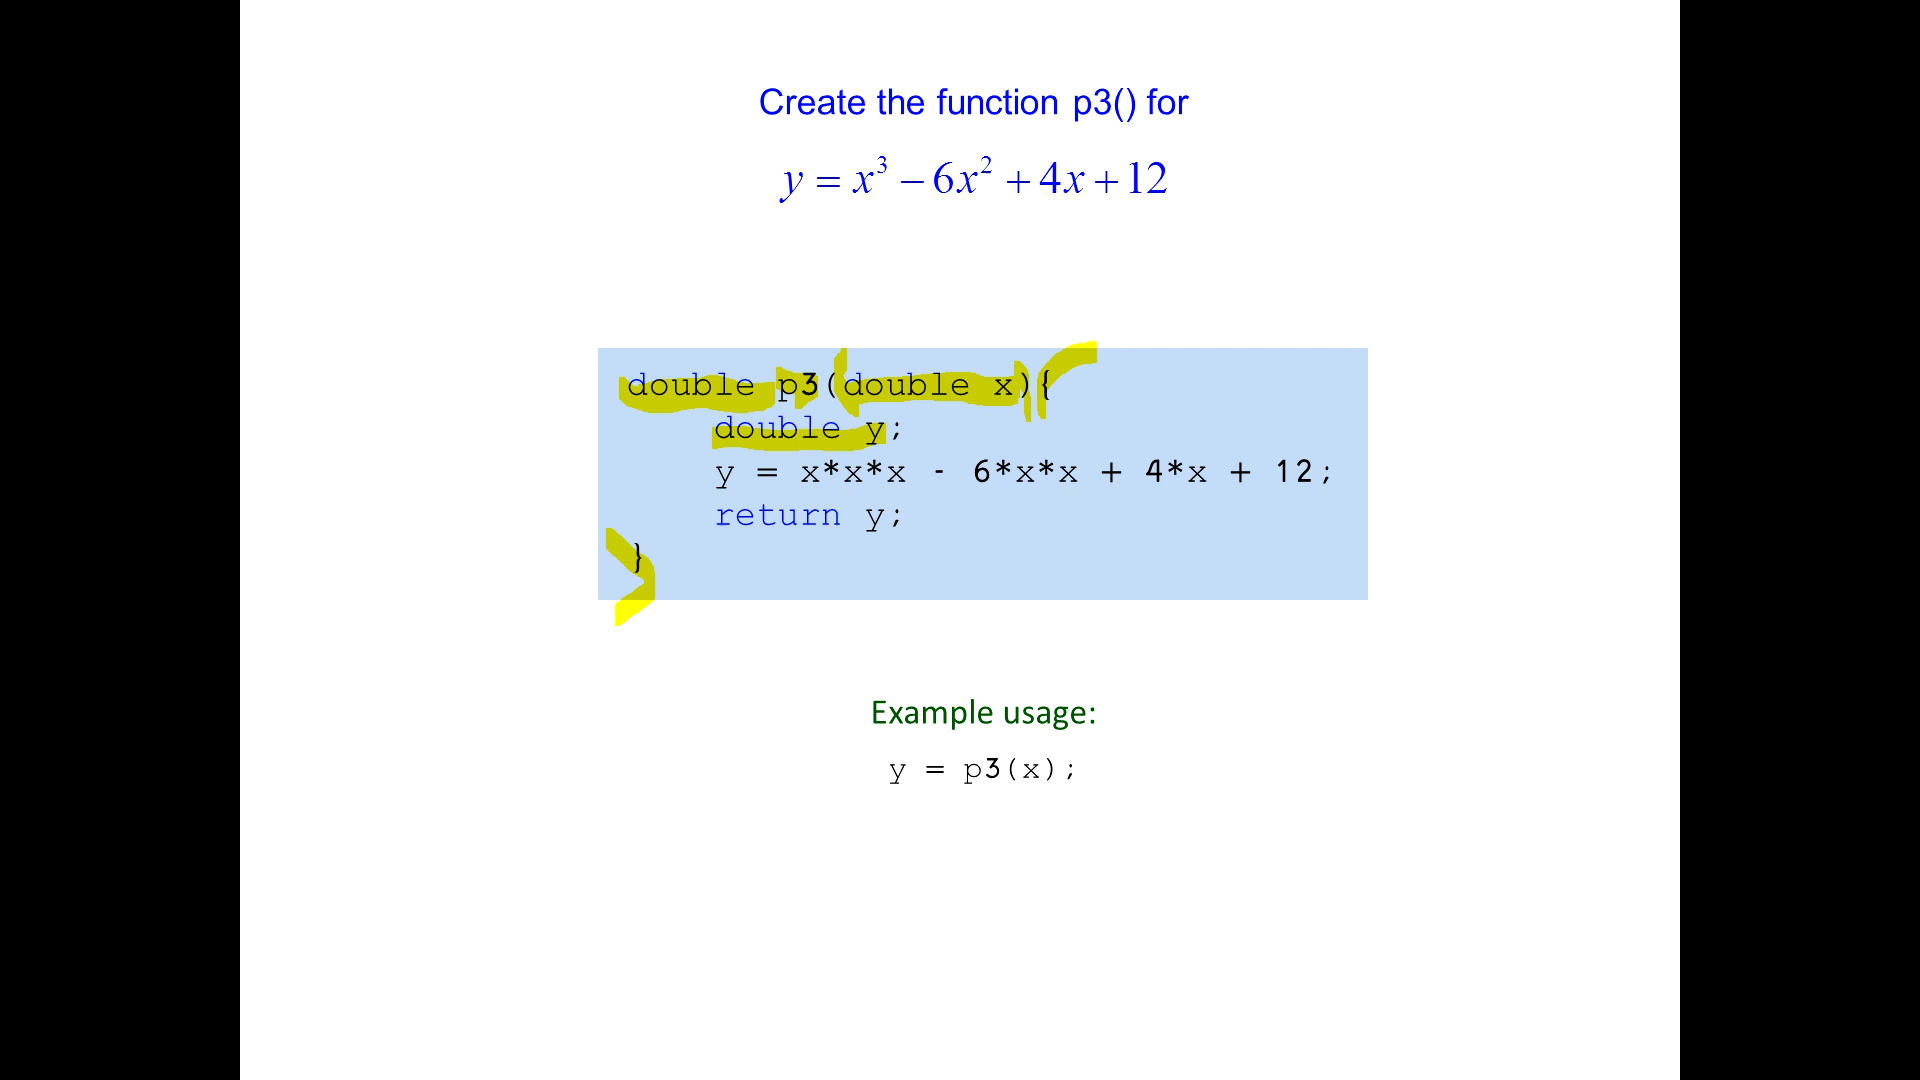 Create the function p3() for
y = x³ − 6x² + 4x + 12
double p3(double x){
double y;
y = x*x*x - 6*x*x + 4*x + 12;
return y;
}
Example usage:
y = p3(x);